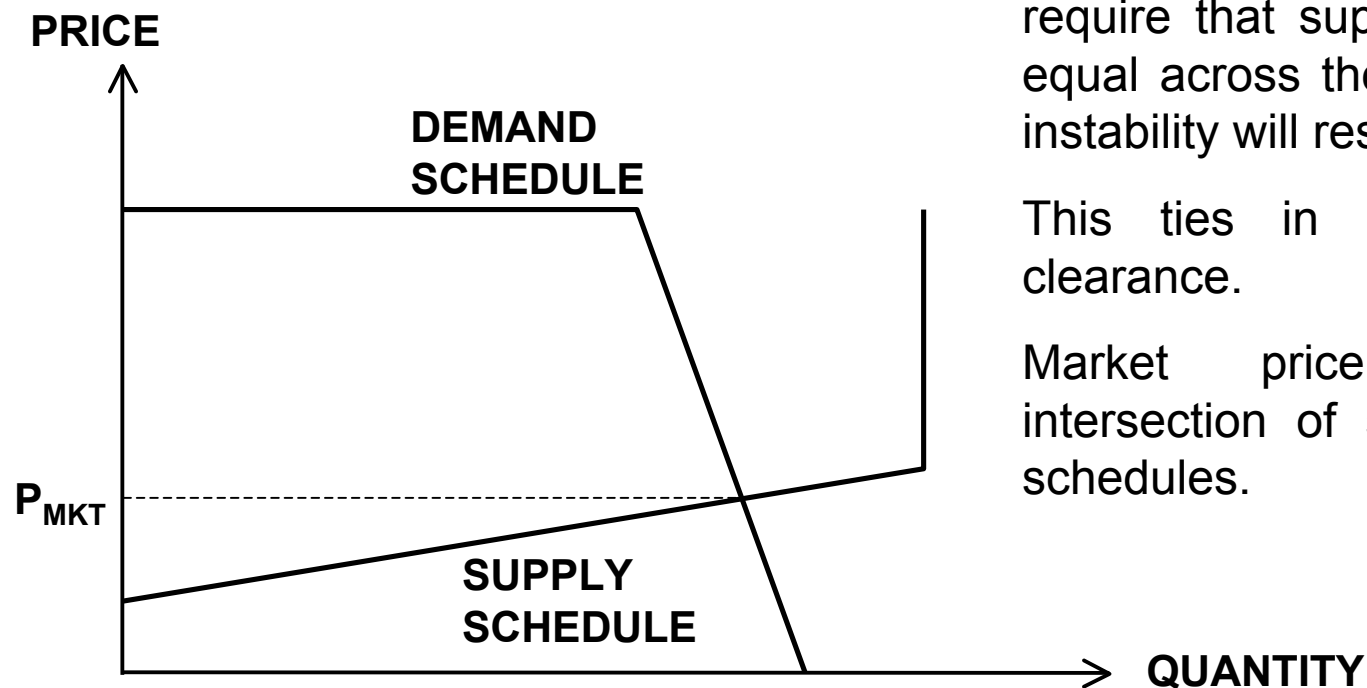 PRICE
DEMAND
SCHEDULE
P MKT
SUPPLY
SCHEDULE
QUANTITY
require that sup
equal across the
instability will res
This ties in
clearance.
Market price
intersection of
schedules.